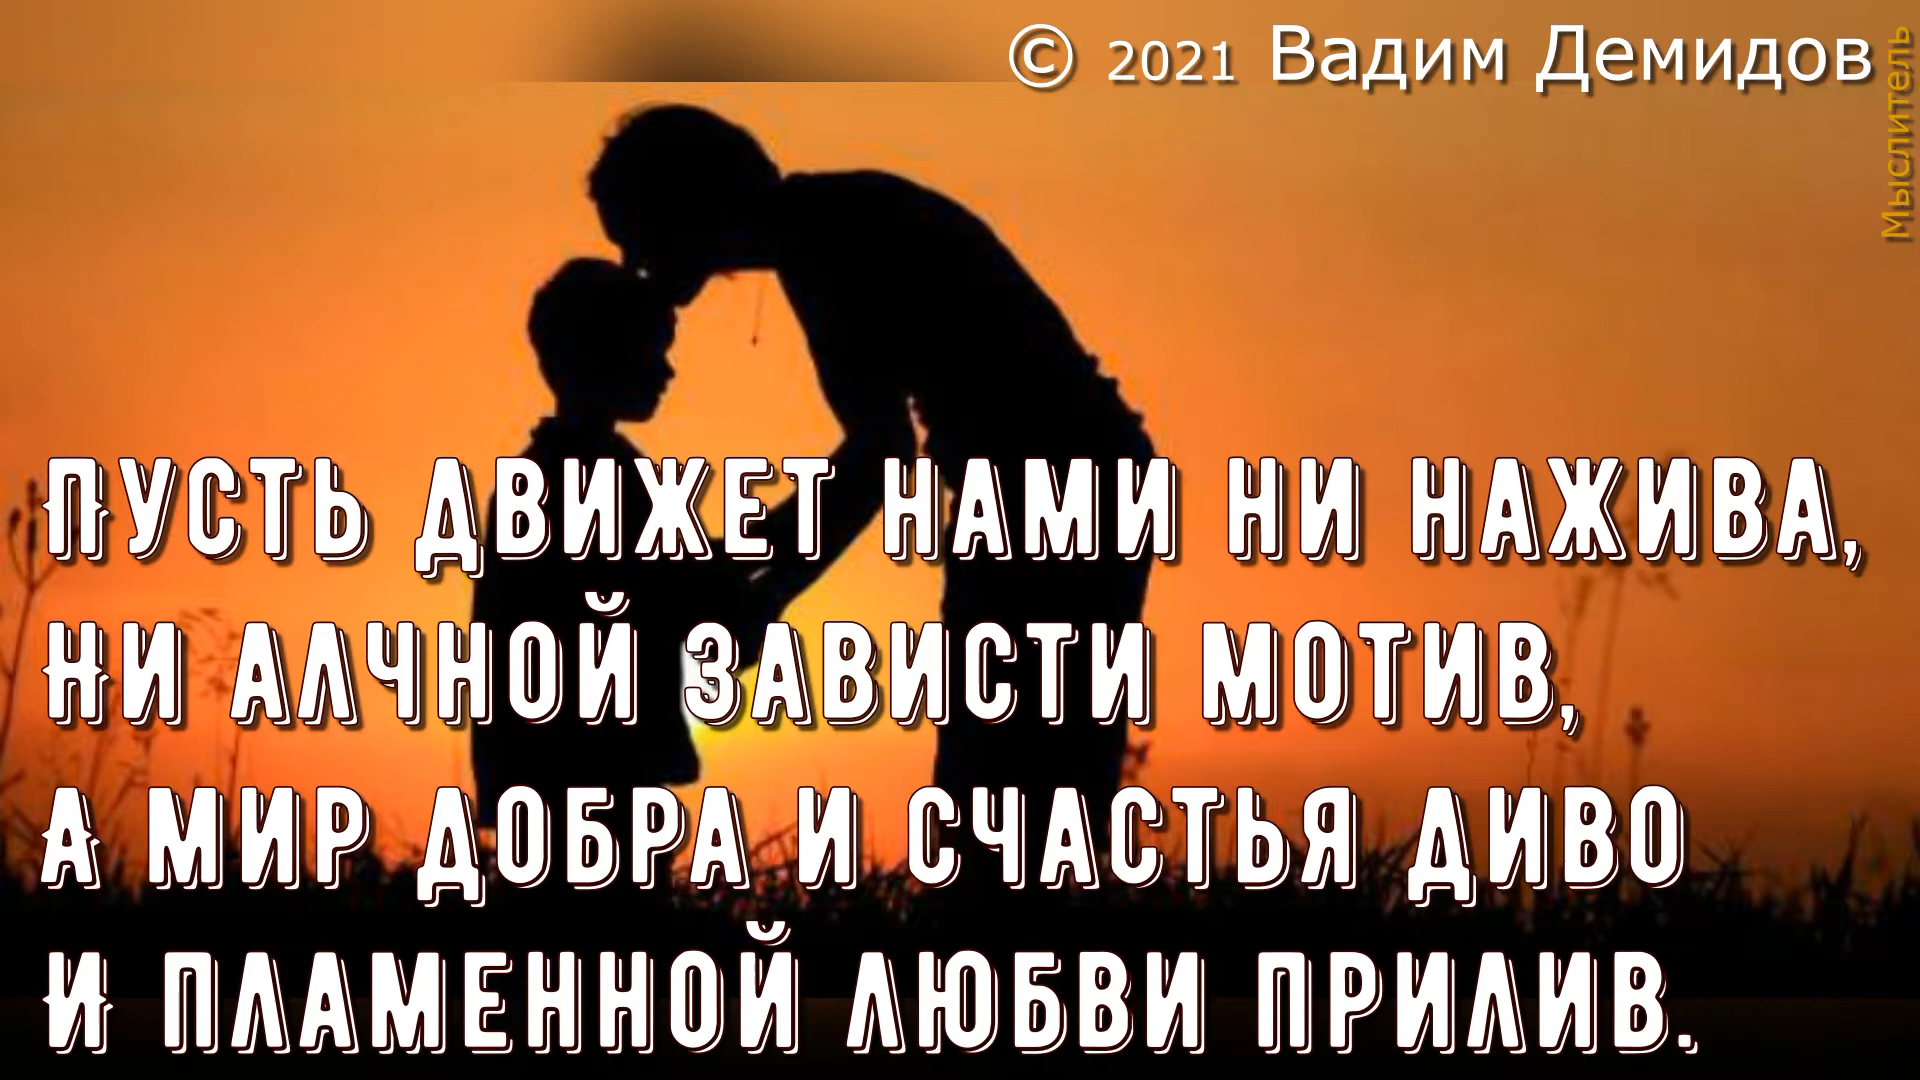 © 2021 Вадим Демидов
Мыслитель
ПУСТЬ ДВИЖЕТ НАМИ НИ НАЖИВА,
НИ АЛЧНОЙ ЗАВИСТИ МОТИВ,
А МИР ДОБРА И СЧАСТЬЯ ДИВО
И ПЛАМЕННОЙ ЛЮБВИ ПРИЛИВ.